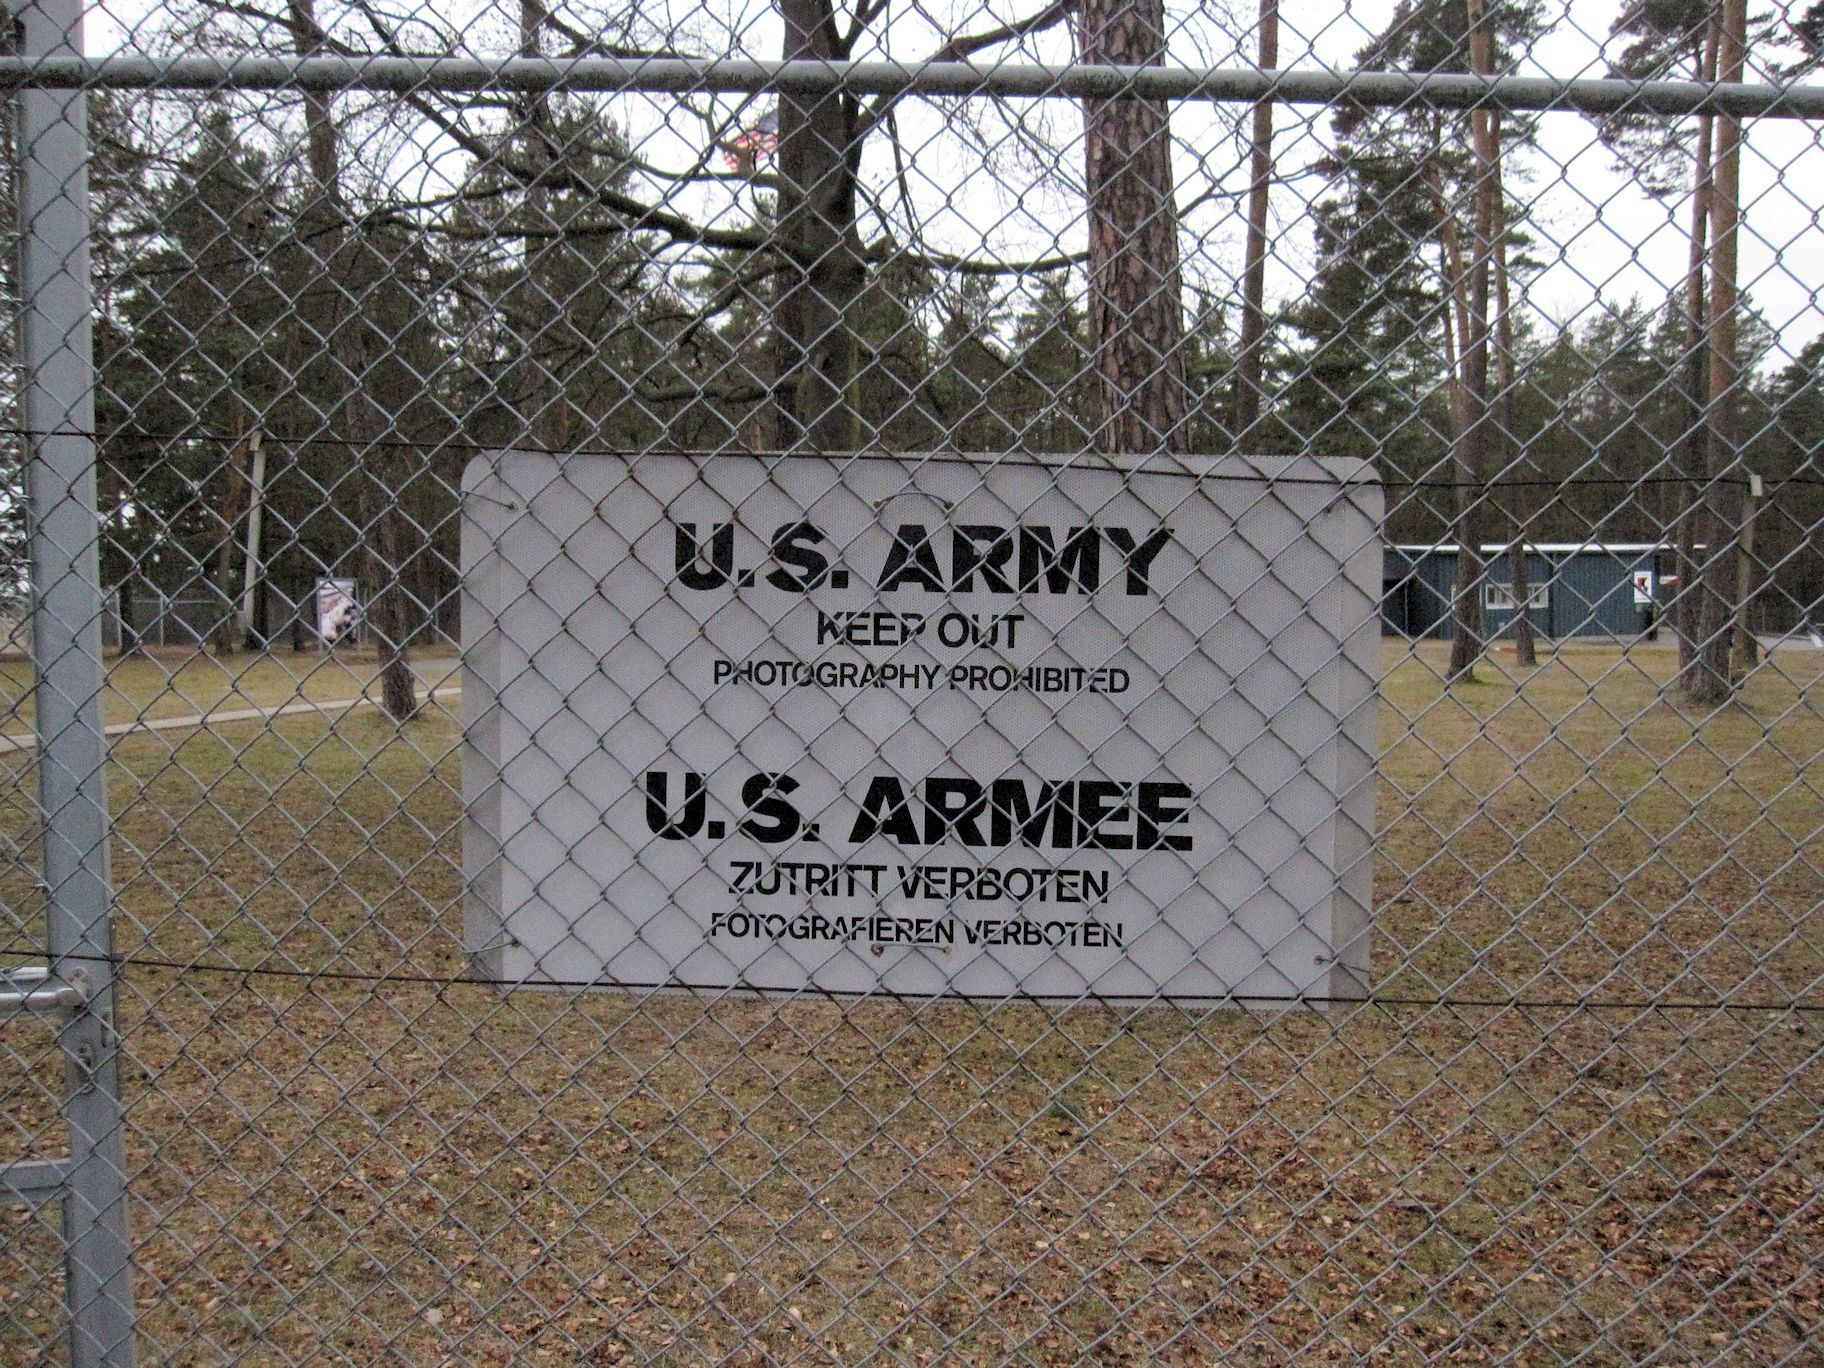 U.S. ARMY
KEEP OUT
PHOTOGRAPHY PROHIBITED
U.S. ARMEE
ZUTRITT VERBOTEN
FOTOGRAFIEREN VERBOTEN